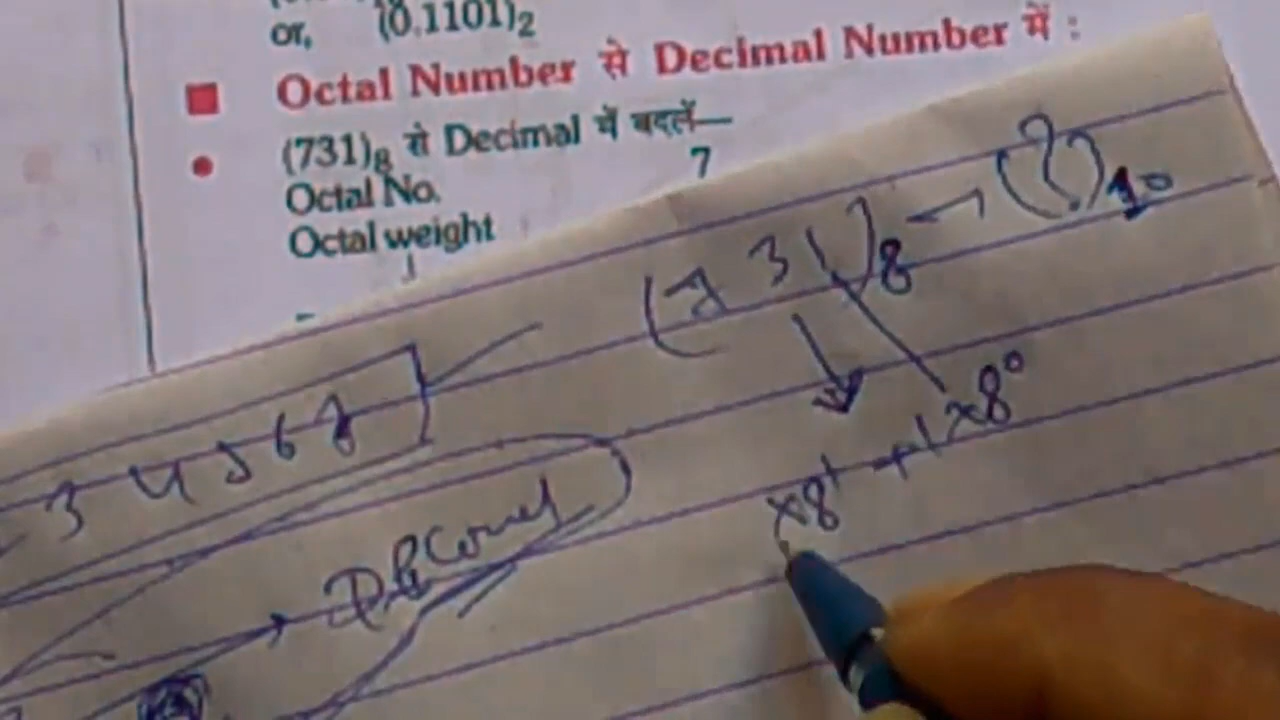 or, (0.1101)₂
Octal Number से Decimal Number में :
(731)₈ से Decimal में बदलें—
Octal No. 7
Octal weight
(731)₈ → (?)₁₀
×8¹ + 1×8⁰
3 4 5 6 7